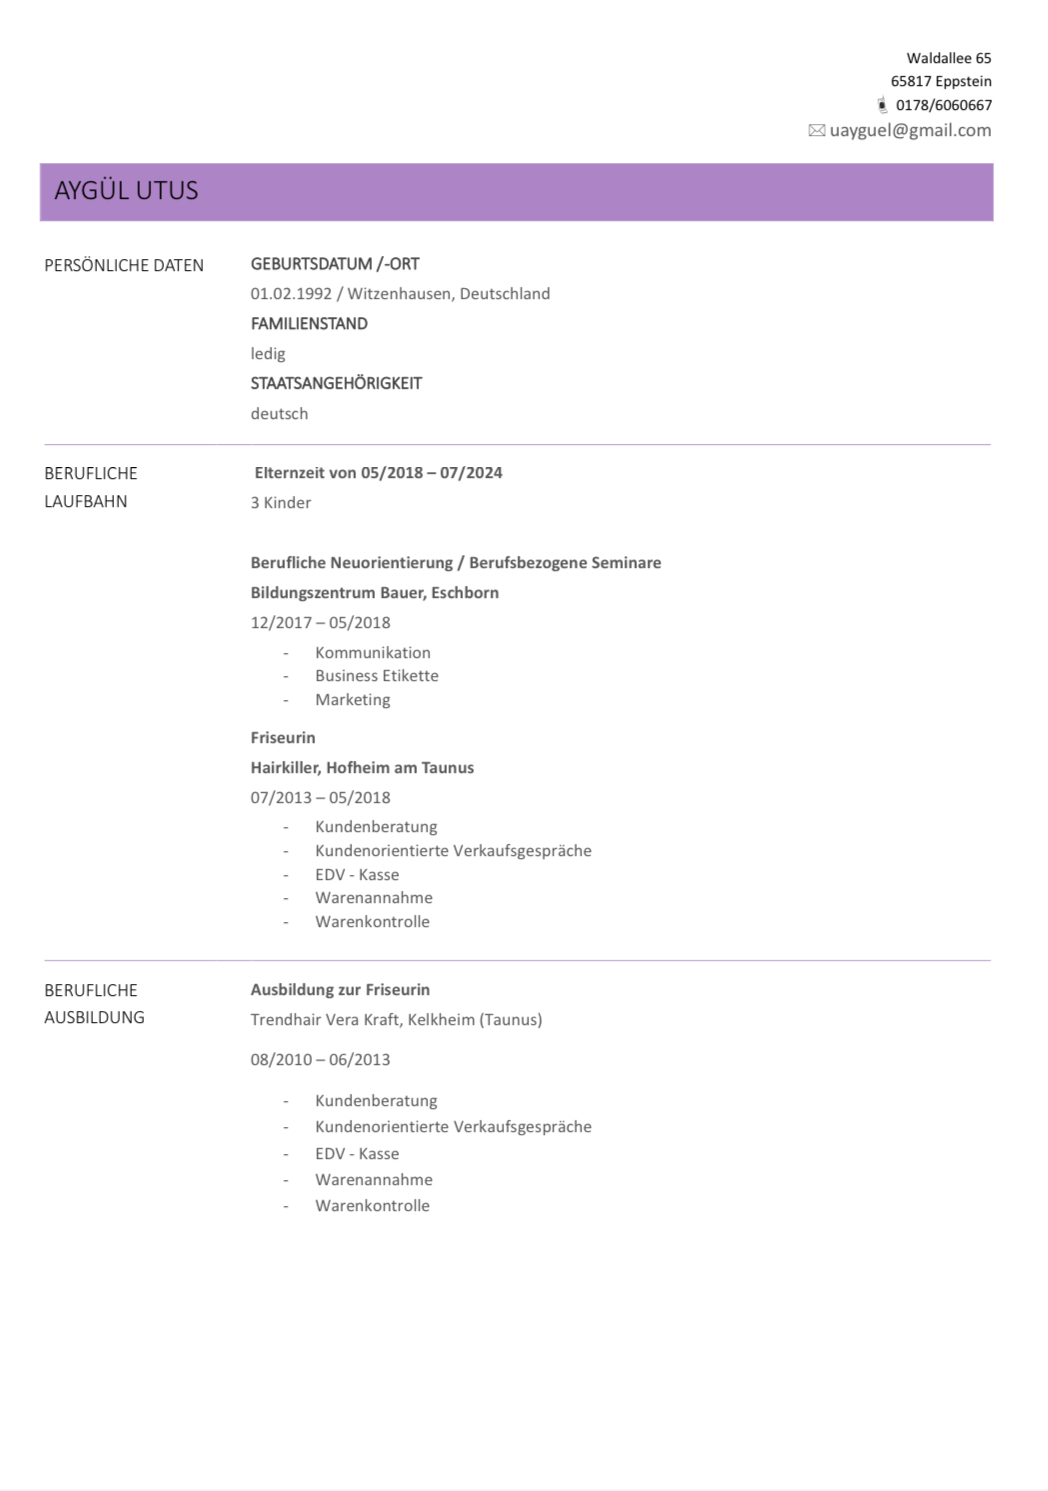 Waldallee 65
65817 Eppstein
0178/6060667
uayguel@gmail.com
AYGÜL UTUS
PERSÖNLICHE DATEN
GEBURTSDATUM /-ORT
01.02.1992 / Witzenhausen, Deutschland
FAMILIENSTAND
ledig
STAATSANGEHÖRIGKEIT
deutsch
BERUFLICHE
LAUFBAHN
Elternzeit von 05/2018 – 07/2024
3 Kinder
Berufliche Neuorientierung / Berufsbezogene Seminare
Bildungszentrum Bauer, Eschborn
12/2017 – 05/2018
- Kommunikation
- Business Etikette
- Marketing
Friseurin
Hairkiller, Hofheim am Taunus
07/2013 – 05/2018
- Kundenberatung
- Kundenorientierte Verkaufsgespräche
- EDV - Kasse
- Warenannahme
- Warenkontrolle
BERUFLICHE
AUSBILDUNG
Ausbildung zur Friseurin
Trendhair Vera Kraft, Kelkheim (Taunus)
08/2010 – 06/2013
- Kundenberatung
- Kundenorientierte Verkaufsgespräche
- EDV - Kasse
- Warenannahme
- Warenkontrolle